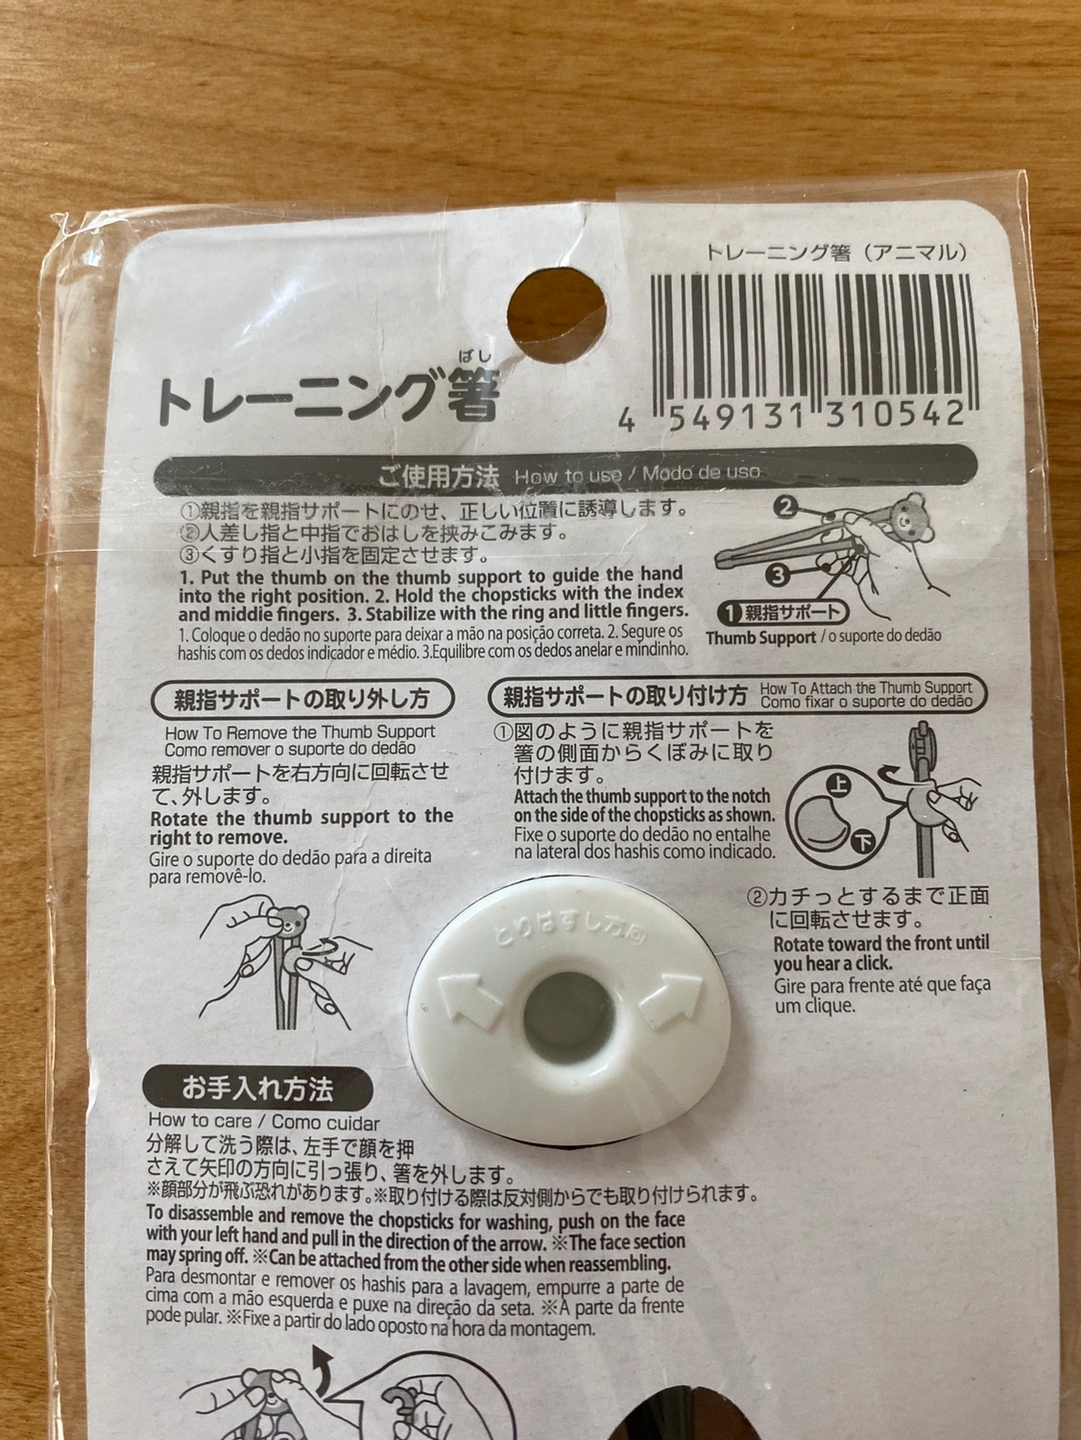 トレーニング箸（アニマル）
4 549131 310542
ばし
トレーニング箸
ご使用方法 How to use / Modo de uso
①親指を親指サポートにのせ、正しい位置に誘導します。
②人差し指と中指でおはしを挟みこみます。
③くすり指と小指を固定させます。
1. Put the thumb on the thumb support to guide the hand
into the right position. 2. Hold the chopsticks with the index
and middie fingers. 3. Stabilize with the ring and little fingers.
1. Coloque o dedão no suporte para deixar a mão na posição correta. 2. Segure os
hashis com os dedos indicador e médio. 3.Equilibre com os dedos anelar e mindinho.
2
3
1 親指サポート
Thumb Support / o suporte do dedão
親指サポートの取り外し方
How To Remove the Thumb Support
Como remover o suporte do dedão
親指サポートを右方向に回転させ
て、外します。
Rotate the thumb support to the
right to remove.
Gire o suporte do dedão para a direita
para removê-lo.
親指サポートの取り付け方 How To Attach the Thumb Support
Como fixar o suporte do dedão
①図のように親指サポートを
箸の側面からくぼみに取り
付けます。
Attach the thumb support to the notch
on the side of the chopsticks as shown.
Fixe o suporte do dedão no entalhe
na lateral dos hashis como indicado.
上
下
②カチっとするまで正面
に回転させます。
Rotate toward the front until
you hear a click.
Gire para frente até que faça
um clique.
とりはずし方向
お手入れ方法
How to care / Como cuidar
分解して洗う際は、左手で顔を押
さえて矢印の方向に引っ張り、箸を外します。
※顔部分が飛ぶ恐れがあります。※取り付ける際は反対側からでも取り付けられます。
To disassemble and remove the chopsticks for washing, push on the face
with your left hand and pull in the direction of the arrow. ※The face section
may spring off. ※Can be attached from the other side when reassembling.
Para desmontar e remover os hashis para a lavagem, empurre a parte de
cima com a mão esquerda e puxe na direção da seta. ※A parte da frente
pode pular. ※Fixe a partir do lado oposto na hora da montagem.